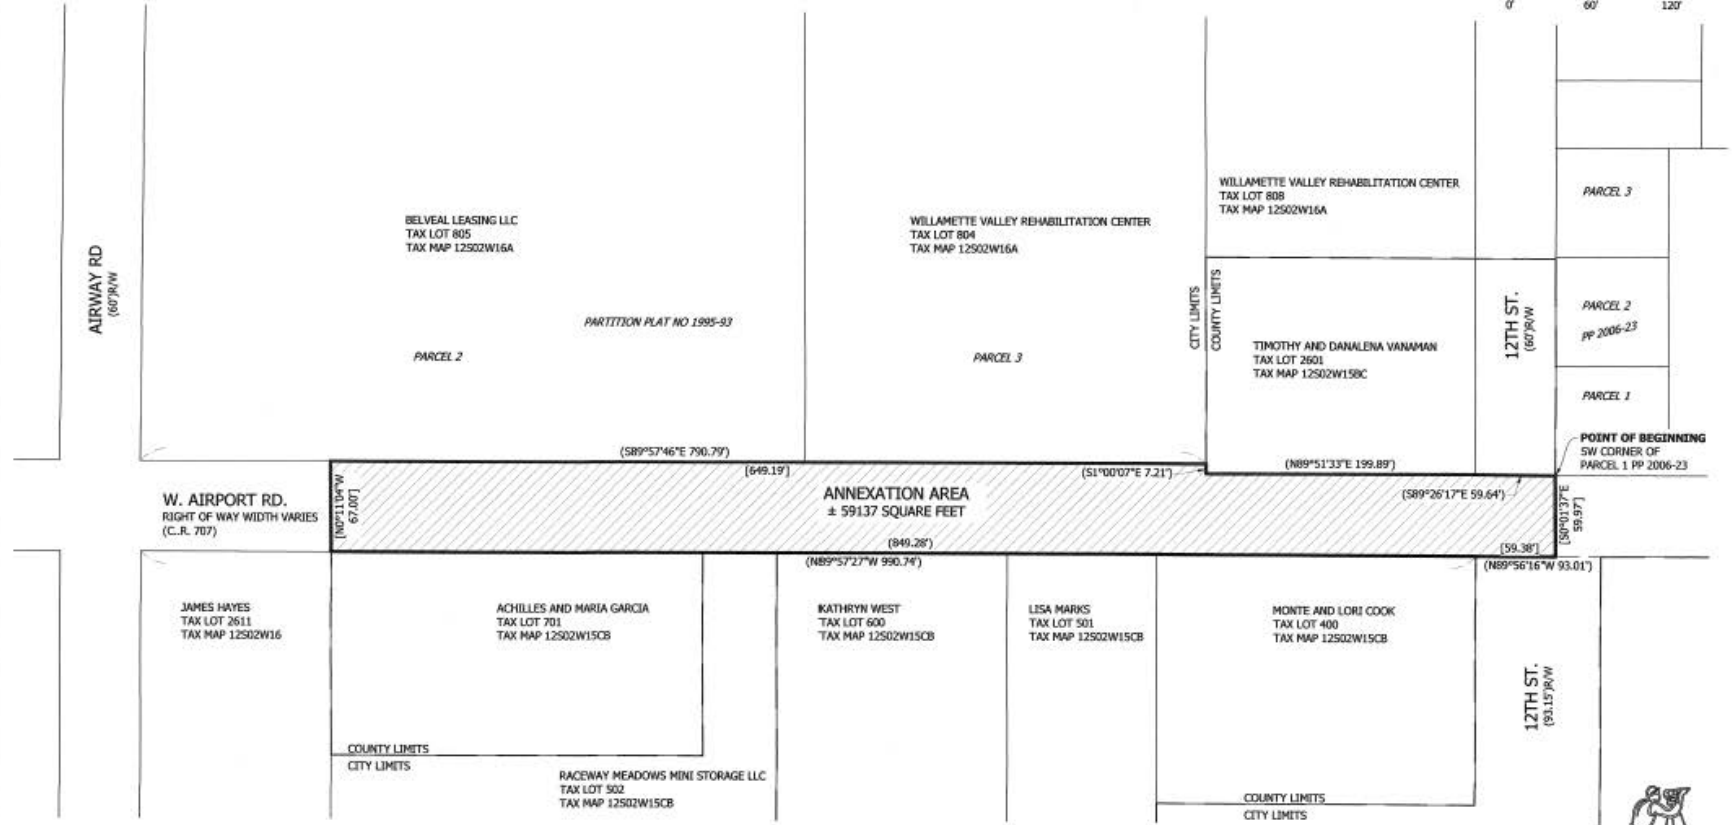 0' 60' 120'
AIRWAY RD
(60')R/W
BELVEAL LEASING LLC
TAX LOT 805
TAX MAP 12S02W16A
PARTITION PLAT NO 1995-93
PARCEL 2
WILLAMETTE VALLEY REHABILITATION CENTER
TAX LOT 804
TAX MAP 12S02W16A
PARCEL 3
WILLAMETTE VALLEY REHABILITATION CENTER
TAX LOT 808
TAX MAP 12S02W16A
CITY LIMITS
COUNTY LIMITS
TIMOTHY AND DANALENA VANAMAN
TAX LOT 2601
TAX MAP 12S02W15BC
12TH ST.
(60')R/W
PARCEL 3
PARCEL 2
PP 2006-23
PARCEL 1
POINT OF BEGINNING
SW CORNER OF
PARCEL 1 PP 2006-23
(S89°57'46"E 790.79')
[649.19']
(S1°00'07"E 7.21')
(N89°51'33"E 199.89')
(S89°26'17"E 59.64')
[S0°01'37"E
59.97']
W. AIRPORT RD.
RIGHT OF WAY WIDTH VARIES
(C..R. 707)
[N0°11'04"W
67.00']
ANNEXATION AREA
± 59137 SQUARE FEET
(849.28')
[59.38']
(N89°57'27"W 990.74')
(N89°56'16"W 93.01')
JAMES HAYES
TAX LOT 2611
TAX MAP 12S02W16
ACHILLES AND MARIA GARCIA
TAX LOT 701
TAX MAP 12S02W15CB
KATHRYN WEST
TAX LOT 600
TAX MAP 12S02W15CB
LISA MARKS
TAX LOT 501
TAX MAP 12S02W15CB
MONTE AND LORI COOK
TAX LOT 400
TAX MAP 12S02W15CB
12TH ST.
(93.15')R/W
COUNTY LIMITS
CITY LIMITS
RACEWAY MEADOWS MINI STORAGE LLC
TAX LOT 502
TAX MAP 12S02W15CB
COUNTY LIMITS
CITY LIMITS